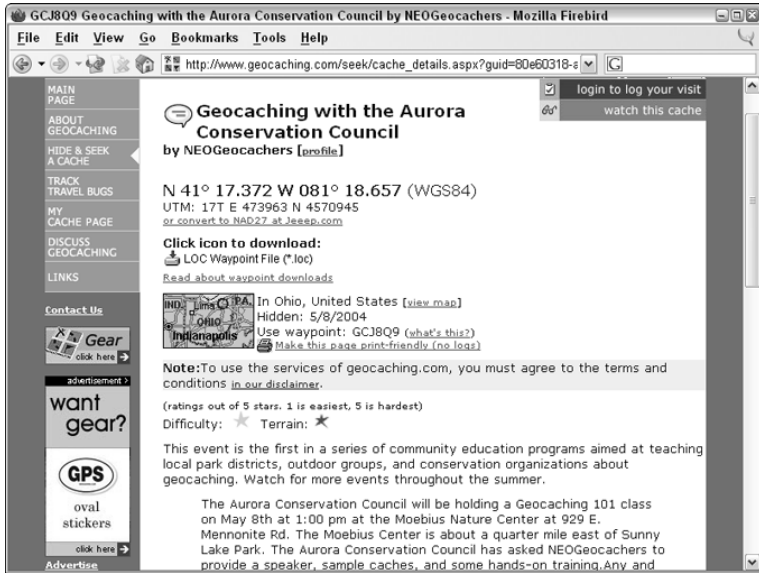 GCJ8Q9 Geocaching with the Aurora Conservation Council by NEOGeocachers - Mozilla Firebird
File Edit View Go Bookmarks Tools Help
http://www.geocaching.com/seek/cache_details.aspx?guid=80e60318-s
G
MAIN
PAGE
ABOUT
GEOCACHING
HIDE & SEEK
A CACHE
TRACK
TRAVEL BUGS
MY
CACHE PAGE
DISCUSS
GEOCACHING
LINKS
Contact Us
Gear
click here
advertisement >
want
gear?
GPS
oval
stickers
click here
Advertise
login to log your visit
watch this cache
Geocaching with the Aurora
Conservation Council
by NEOGeocachers [profile]
N 41° 17.372 W 081° 18.657 (WGS84)
UTM: 17T E 473963 N 4570945
or convert to NAD27 at Jeeep.com
Click icon to download:
LOC Waypoint File (*.loc)
Read about waypoint downloads
IND. Lima PA.
OHIO
Indianapolis
In Ohio, United States [view map]
Hidden: 5/8/2004
Use waypoint: GCJ8Q9 (what's this?)
Make this page print-friendly (no logs)
Note:To use the services of geocaching.com, you must agree to the terms and
conditions in our disclaimer.
(ratings out of 5 stars. 1 is easiest, 5 is hardest)
Difficulty: Terrain:
This event is the first in a series of community education programs aimed at teaching
local park districts, outdoor groups, and conservation organizations about
geocaching. Watch for more events throughout the summer.
The Aurora Conservation Council will be holding a Geocaching 101 class
on May 8th at 1:00 pm at the Moebius Nature Center at 929 E.
Mennonite Rd. The Moebius Center is about a quarter mile east of Sunny
Lake Park. The Aurora Conservation Council has asked NEOGeocachers to
provide a speaker, sample caches, and some hands-on training.Any and